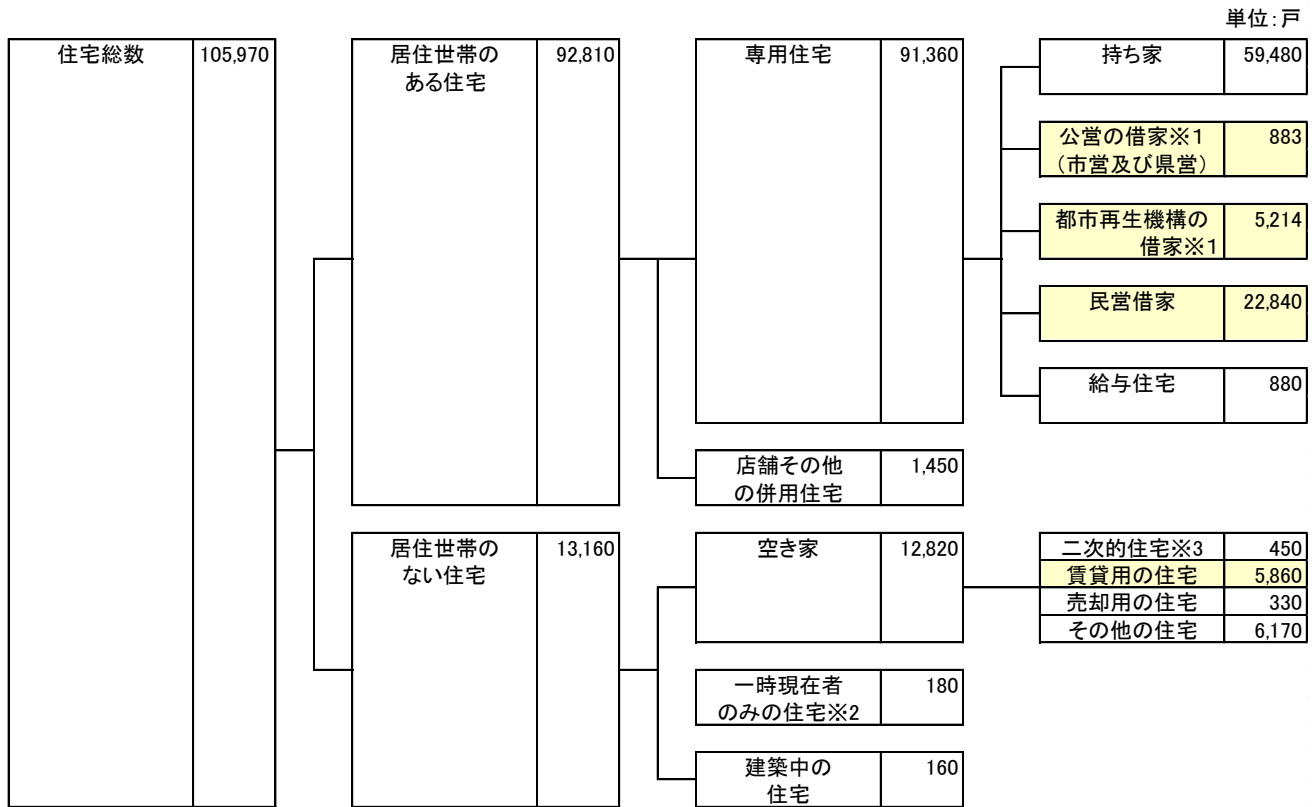 単位:戸
住宅総数 105,970
居住世帯の 92,810
ある住宅
専用住宅 91,360
持ち家 59,480
公営の借家※1 883
(市営及び県営)
都市再生機構の 5,214
借家※1
民営借家 22,840
給与住宅 880
店舗その他 1,450
の併用住宅
居住世帯の 13,160
ない住宅
空き家 12,820
二次的住宅※3 450
賃貸用の住宅 5,860
売却用の住宅 330
その他の住宅 6,170
一時現在者 180
のみの住宅※2
建築中の 160
住宅